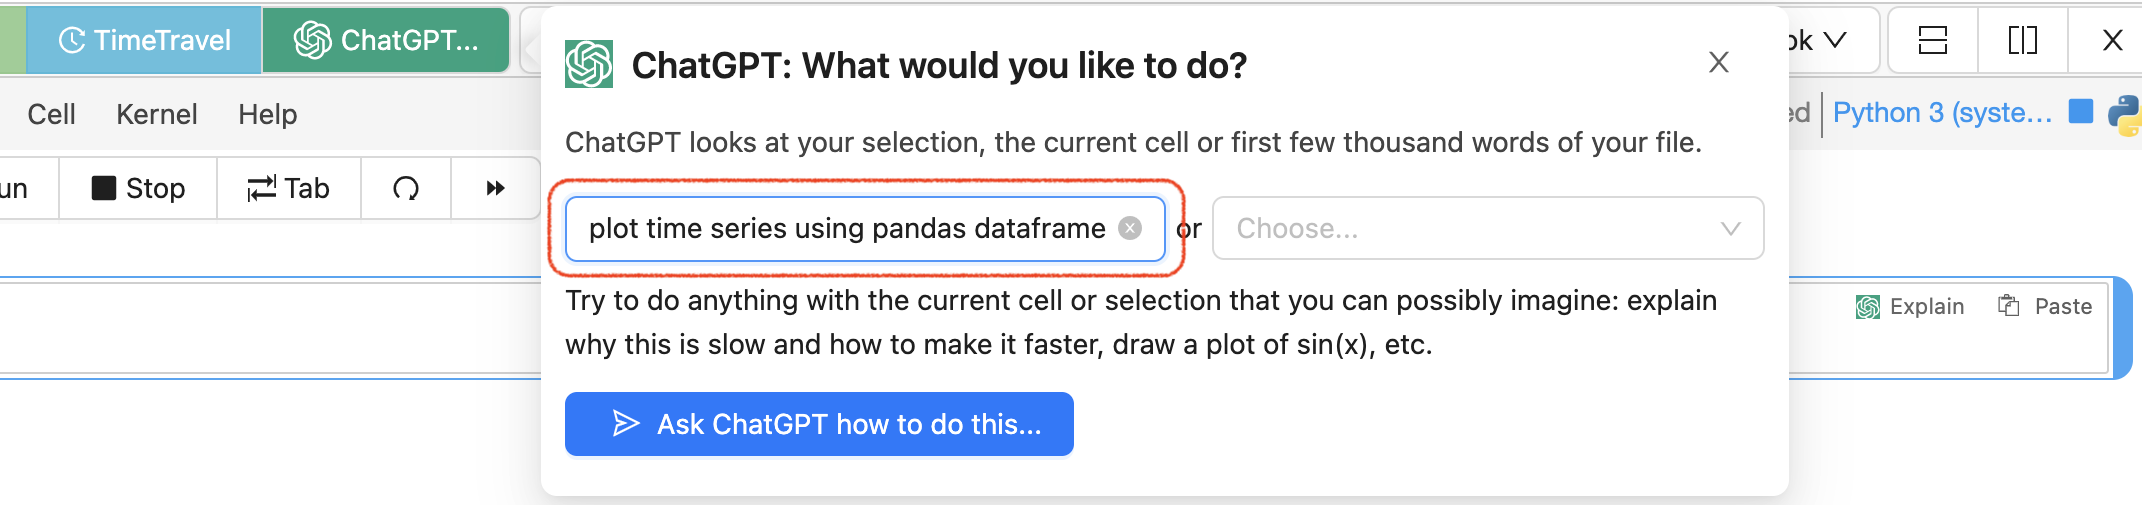 TimeTravel
ChatGPT...
ChatGPT: What would you like to do?
Cell Kernel Help
Python 3 (syste...
ChatGPT looks at your selection, the current cell or first few thousand words of your file.
Stop
Tab
plot time series using pandas dataframe
or
Choose...
Try to do anything with the current cell or selection that you can possibly imagine: explain
why this is slow and how to make it faster, draw a plot of sin(x), etc.
Explain
Paste
Ask ChatGPT how to do this...